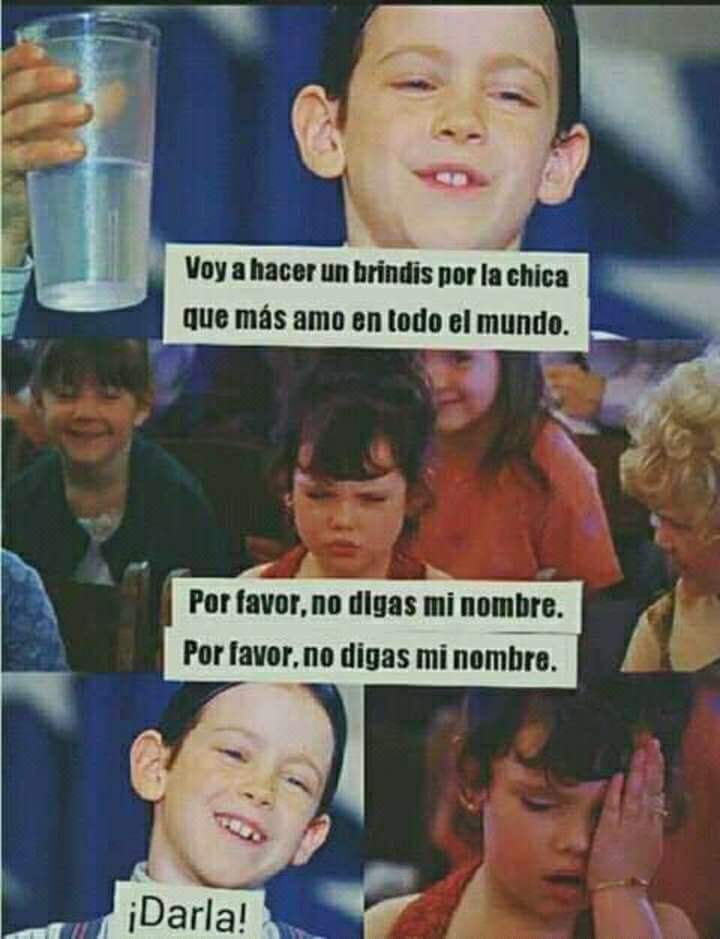 Voy a hacer un brindis por la chica
que más amo en todo el mundo.
Por favor, no digas mi nombre.
Por favor, no digas mi nombre.
¡Darla!